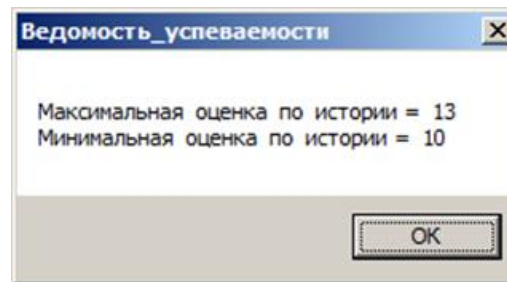 Ведомость_успеваемости
Максимальная оценка по истории = 13
Минимальная оценка по истории = 10
OK